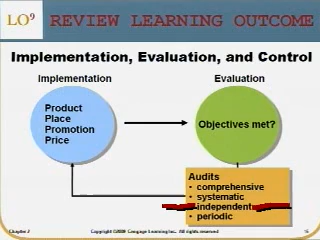 LO9 REVIEW LEARNING OUTCOME
Implementation, Evaluation, and Control
Implementation
Evaluation
Product
Place
Promotion
Price
Objectives met?
Audits
• comprehensive
• systematic
independent
• periodic
Chapter 2
Copyright ©2009 Cengage Learning Inc. All rights reserved